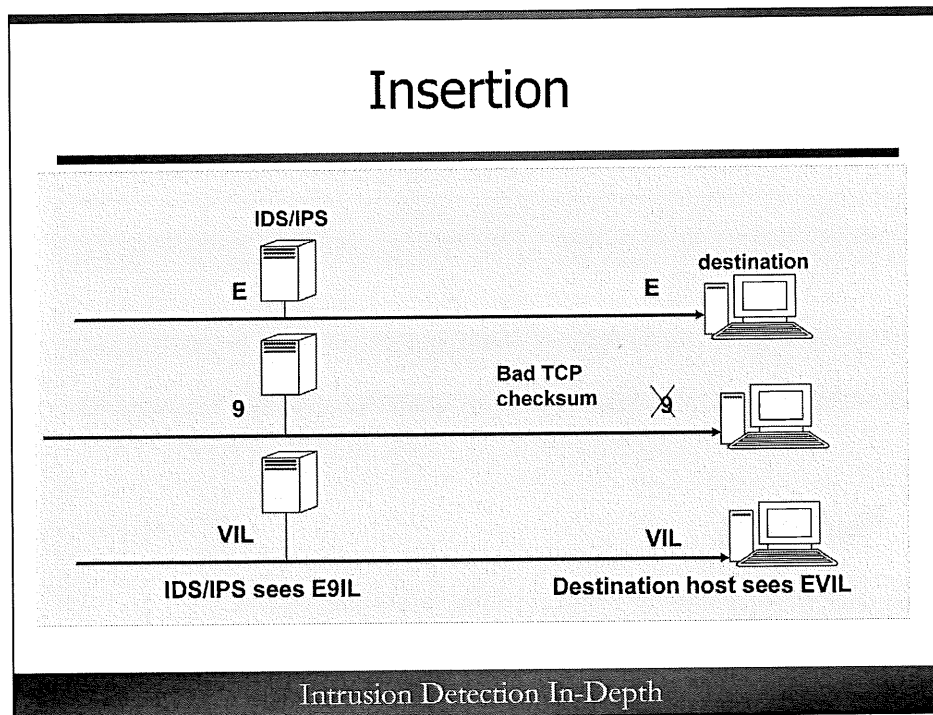 Insertion
IDS/IPS
destination
E
E
Bad TCP
checksum
9
9
VIL
VIL
IDS/IPS sees E9IL
Destination host sees EVIL
Intrusion Detection In-Depth